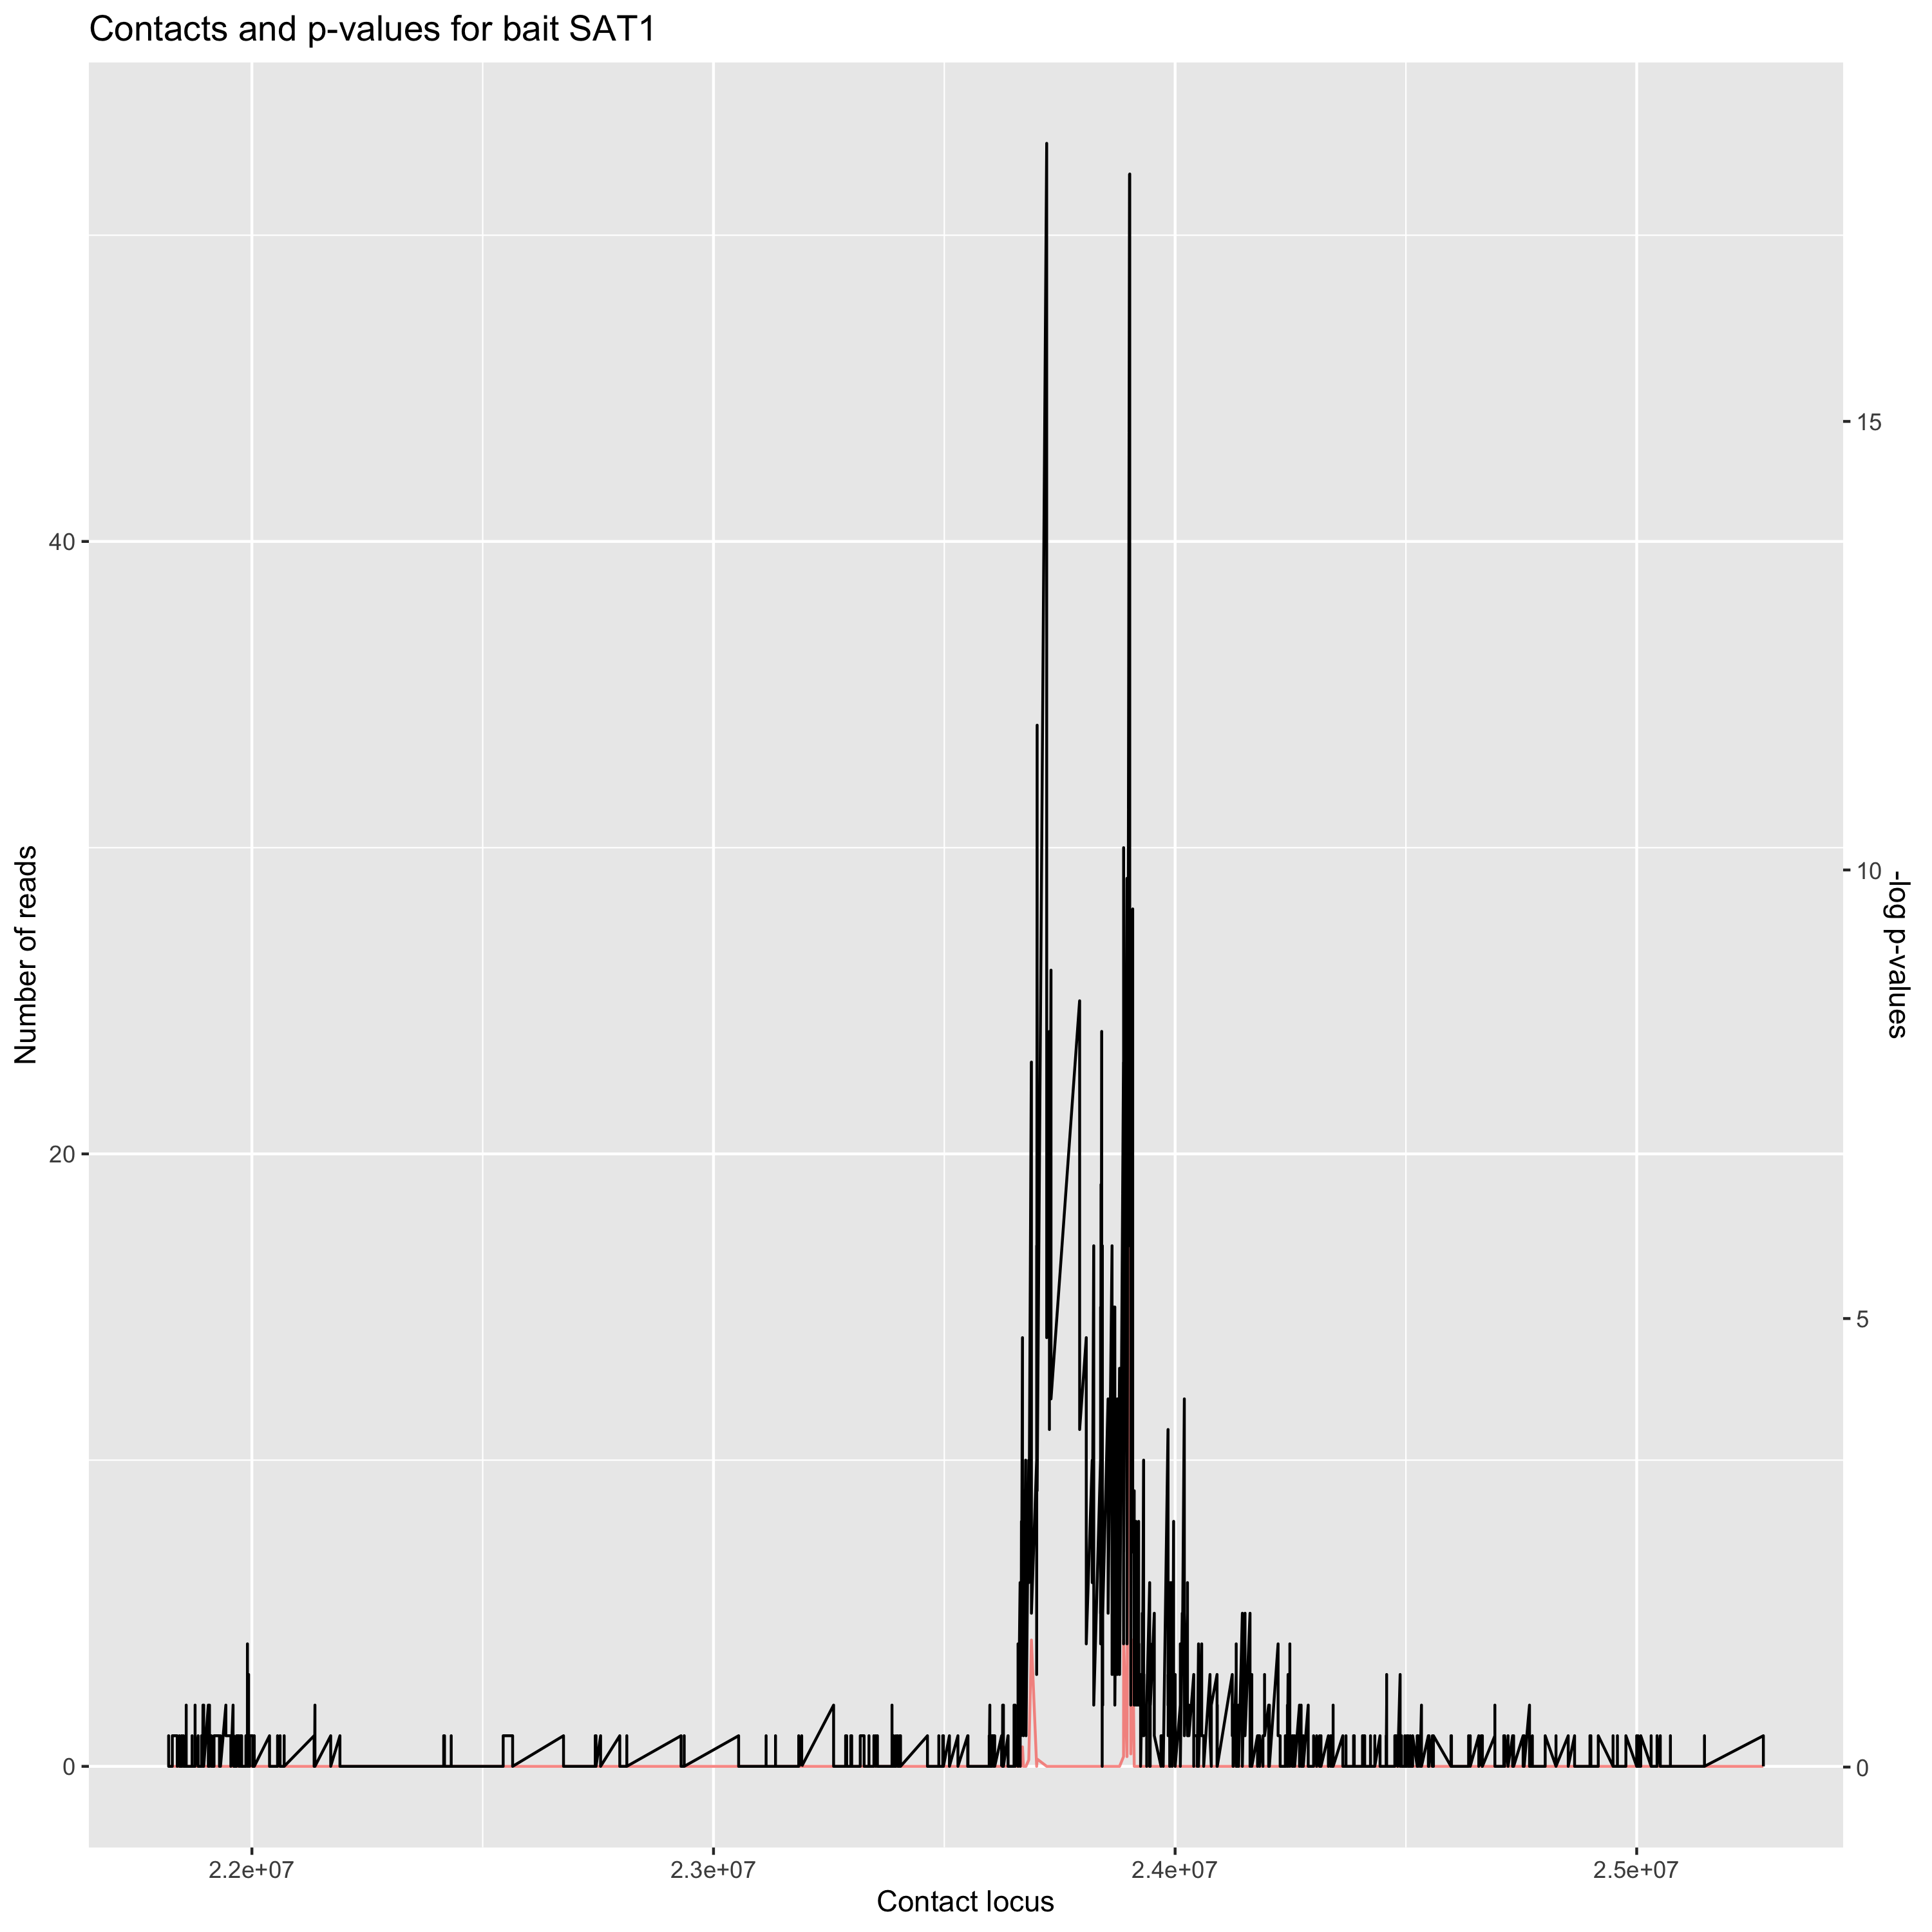 Contacts and p-values for bait SAT1
Number of reads
40
20
0
15
10
5
0
-log p-values
2.2e+07
2.3e+07
2.4e+07
2.5e+07
Contact locus